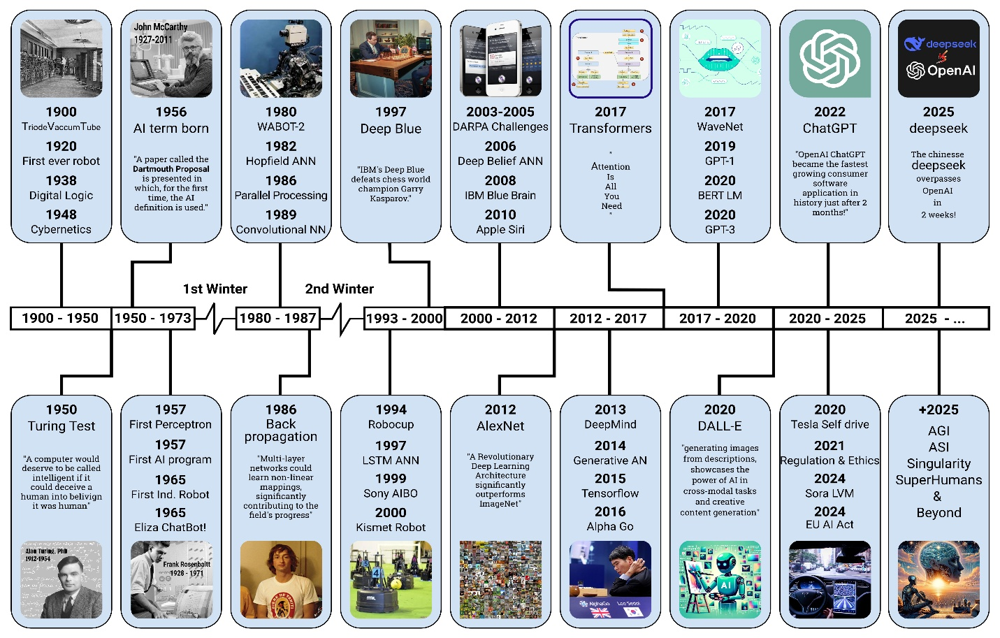 1900
TriodeVaccumTube
1920
First ever robot
1938
Digital Logic
1948
Cybernetics
John McCarthy
1927-2011
1956
AI term born
"A paper called the
Dartmouth Proposal
is presented in
which, for the first
time, the AI
definition is used."
1980
WABOT-2
1982
Hopfield ANN
1986
Parallel Processing
1989
Convolutional NN
1997
Deep Blue
"IBM's Deep Blue
defeats chess world
champion Garry
Kasparov."
2003-2005
DARPA Challenges
2006
Deep Belief ANN
2008
IBM Blue Brain
2010
Apple Siri
2017
Transformers
"
Attention
Is
All
You
Need
"
2017
WaveNet
2019
GPT-1
2020
BERT LM
2020
GPT-3
2022
ChatGPT
"OpenAI ChatGPT
became the fastest
growing consumer
software
application in
history just after 2
months!"
deepseek
VS
OpenAI
2025
deepseek
The chinesse
deepseek
overpasses
OpenAI
in
2 weeks!
1st Winter
2nd Winter
1900 - 1950
1950 - 1973
1980 - 1987
1993 - 2000
2000 - 2012
2012 - 2017
2017 - 2020
2020 - 2025
2025 - ...
1950
Turing Test
"A computer would
deserve to be called
intelligent if it
could deceive a
human into belivign
it was human"
Alan Turing, PhD
1912-1954
1957
First Perceptron
1957
First AI program
1965
First Ind. Robot
1965
Eliza ChatBot!
Frank Rosenbaltt
1928 - 1971
1986
Back
propagation
"Multi-layer
networks could
learn non-linear
mappings,
significantly
contributing to the
field's progress"
1994
Robocup
1997
LSTM ANN
1999
Sony AIBO
2000
Kismet Robot
4
2012
AlexNet
"A Revolutionary
Deep Learning
Architecture
significantly
outperforms
ImageNet"
2013
DeepMind
2014
Generative AN
2015
Tensorflow
2016
Alpha Go
AlphaGo
Lee Sedol
2020
DALL-E
"generating images
from descriptions,
showcases the
power of AI in
cross-modal tasks
and creative
content generation"
AI
2020
Tesla Self drive
2021
Regulation & Ethics
2024
Sora LVM
2024
EU AI Act
+2025
AGI
ASI
Singularity
SuperHumans
&
Beyond